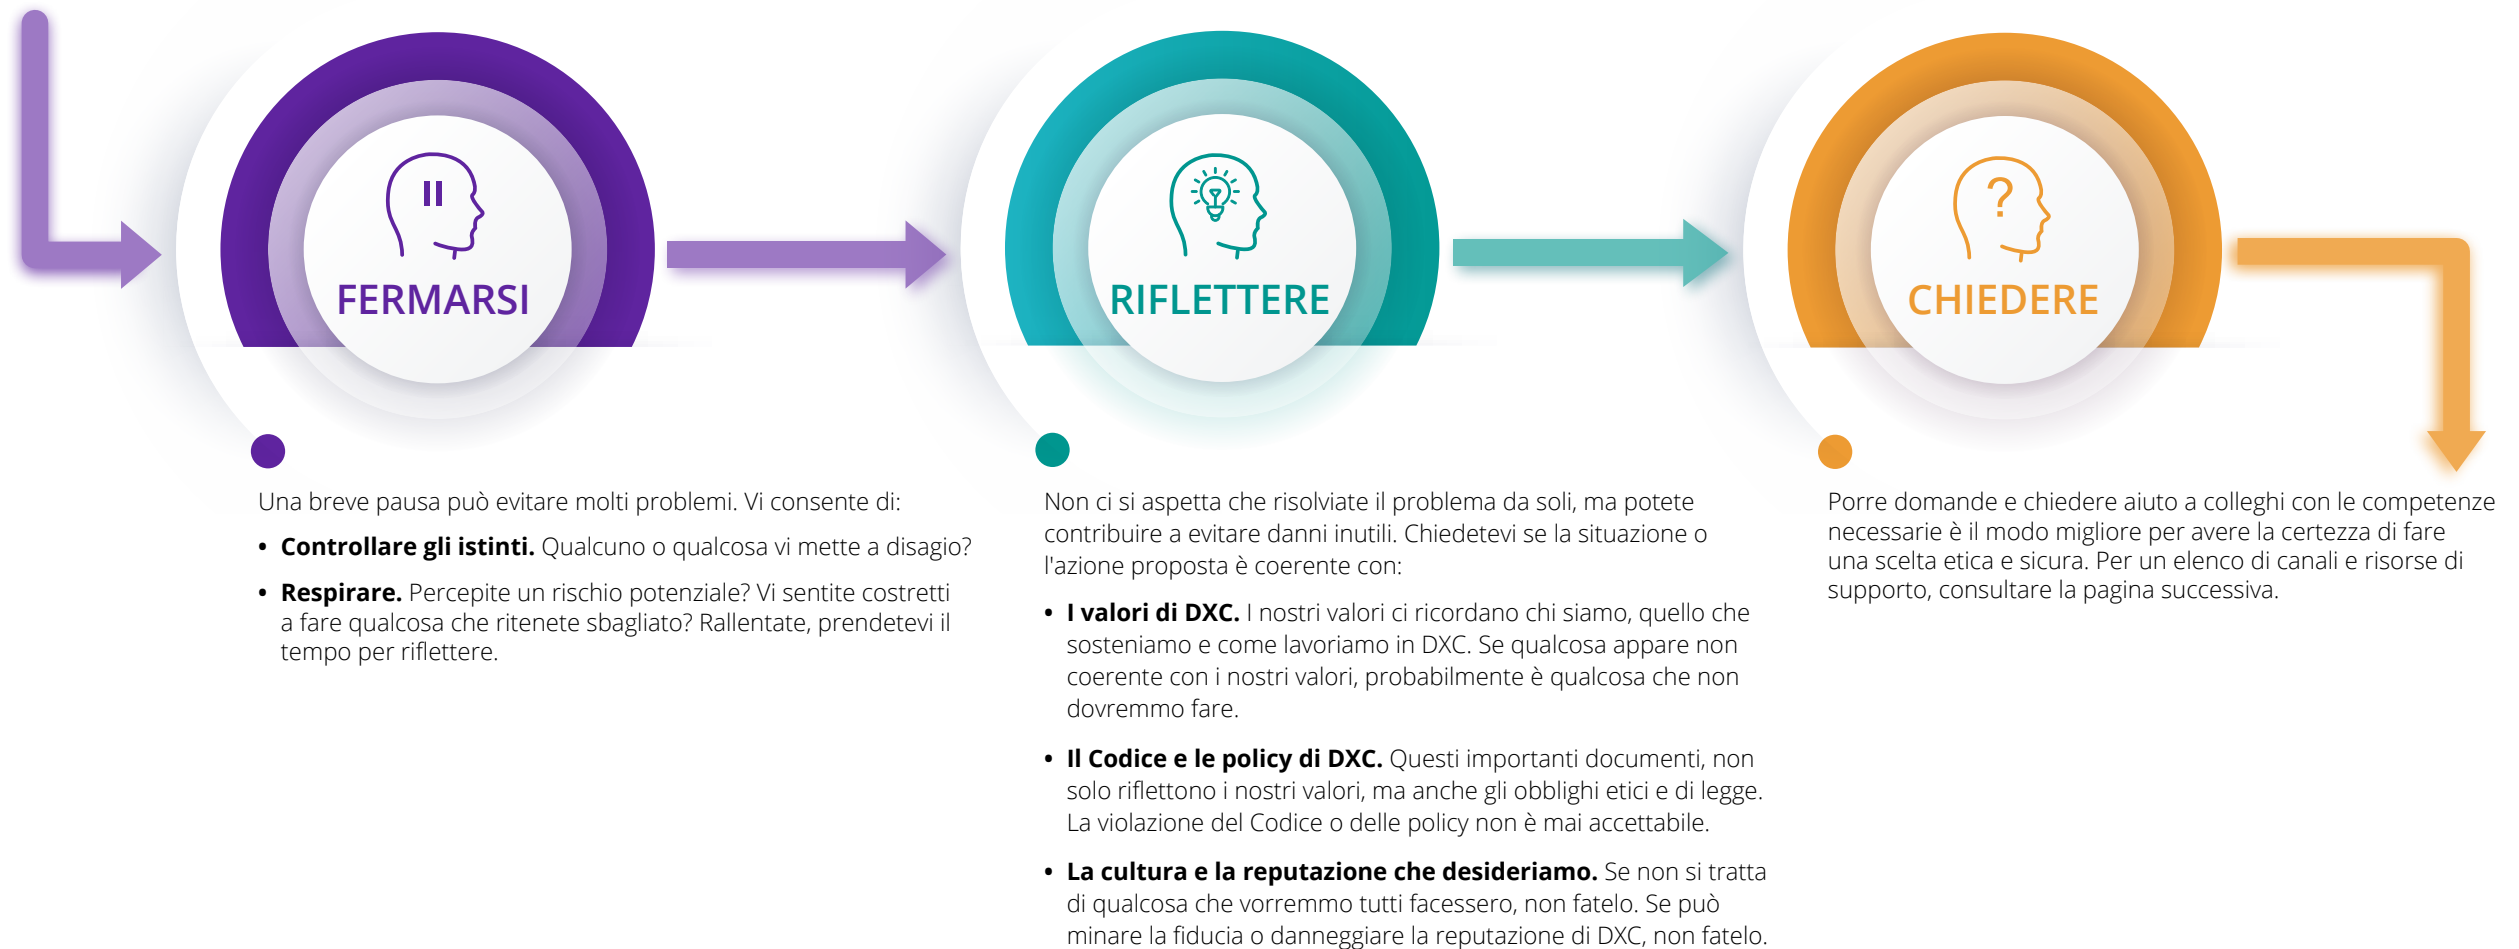 FERMARSI
Una breve pausa può evitare molti problemi. Vi consente di:
• Controllare gli istinti. Qualcuno o qualcosa vi mette a disagio?
• Respirare. Percepite un rischio potenziale? Vi sentite costretti
a fare qualcosa che ritenete sbagliato? Rallentate, prendetevi il
tempo per riflettere.
RIFLETTERE
Non ci si aspetta che risolviate il problema da soli, ma potete
contribuire a evitare danni inutili. Chiedetevi se la situazione o
l'azione proposta è coerente con:
• I valori di DXC. I nostri valori ci ricordano chi siamo, quello che
sosteniamo e come lavoriamo in DXC. Se qualcosa appare non
coerente con i nostri valori, probabilmente è qualcosa che non
dovremmo fare.
• Il Codice e le policy di DXC. Questi importanti documenti, non
solo riflettono i nostri valori, ma anche gli obblighi etici e di legge.
La violazione del Codice o delle policy non è mai accettabile.
• La cultura e la reputazione che desideriamo. Se non si tratta
di qualcosa che vorremmo tutti facessero, non fatelo. Se può
minare la fiducia o danneggiare la reputazione di DXC, non fatelo.
?
CHIEDERE
Porre domande e chiedere aiuto a colleghi con le competenze
necessarie è il modo migliore per avere la certezza di fare
una scelta etica e sicura. Per un elenco di canali e risorse di
supporto, consultare la pagina successiva.